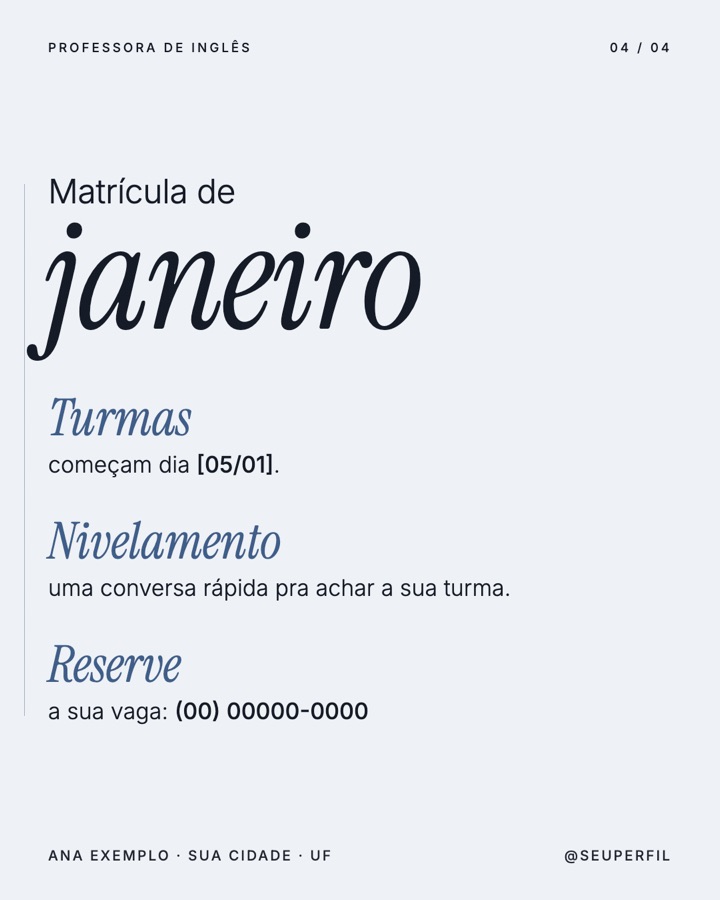 PROFESSORA DE INGLÊS
04 / 04
Matrícula de
janeiro
Turmas
começam dia [05/01].
Nivelamento
uma conversa rápida pra achar a sua turma.
Reserve
a sua vaga: (00) 00000-0000
ANA EXEMPLO · SUA CIDADE · UF
@SEUPERFIL